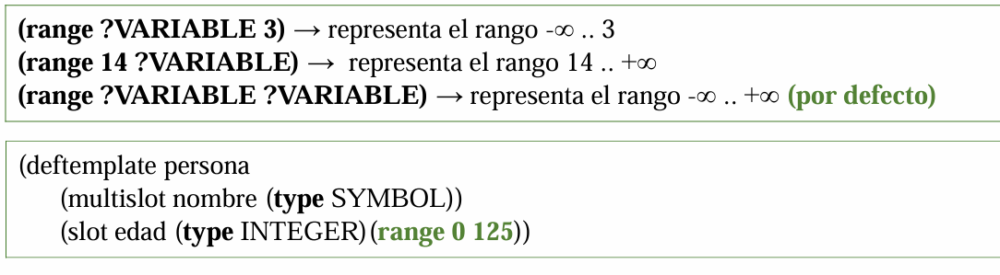 (range ?VARIABLE 3) → representa el rango -∞ .. 3
(range 14 ?VARIABLE) → representa el rango 14 .. +∞
(range ?VARIABLE ?VARIABLE) → representa el rango -∞ .. +∞ (por defecto)
(deftemplate persona
(multislot nombre (type SYMBOL))
(slot edad (type INTEGER)(range 0 125))